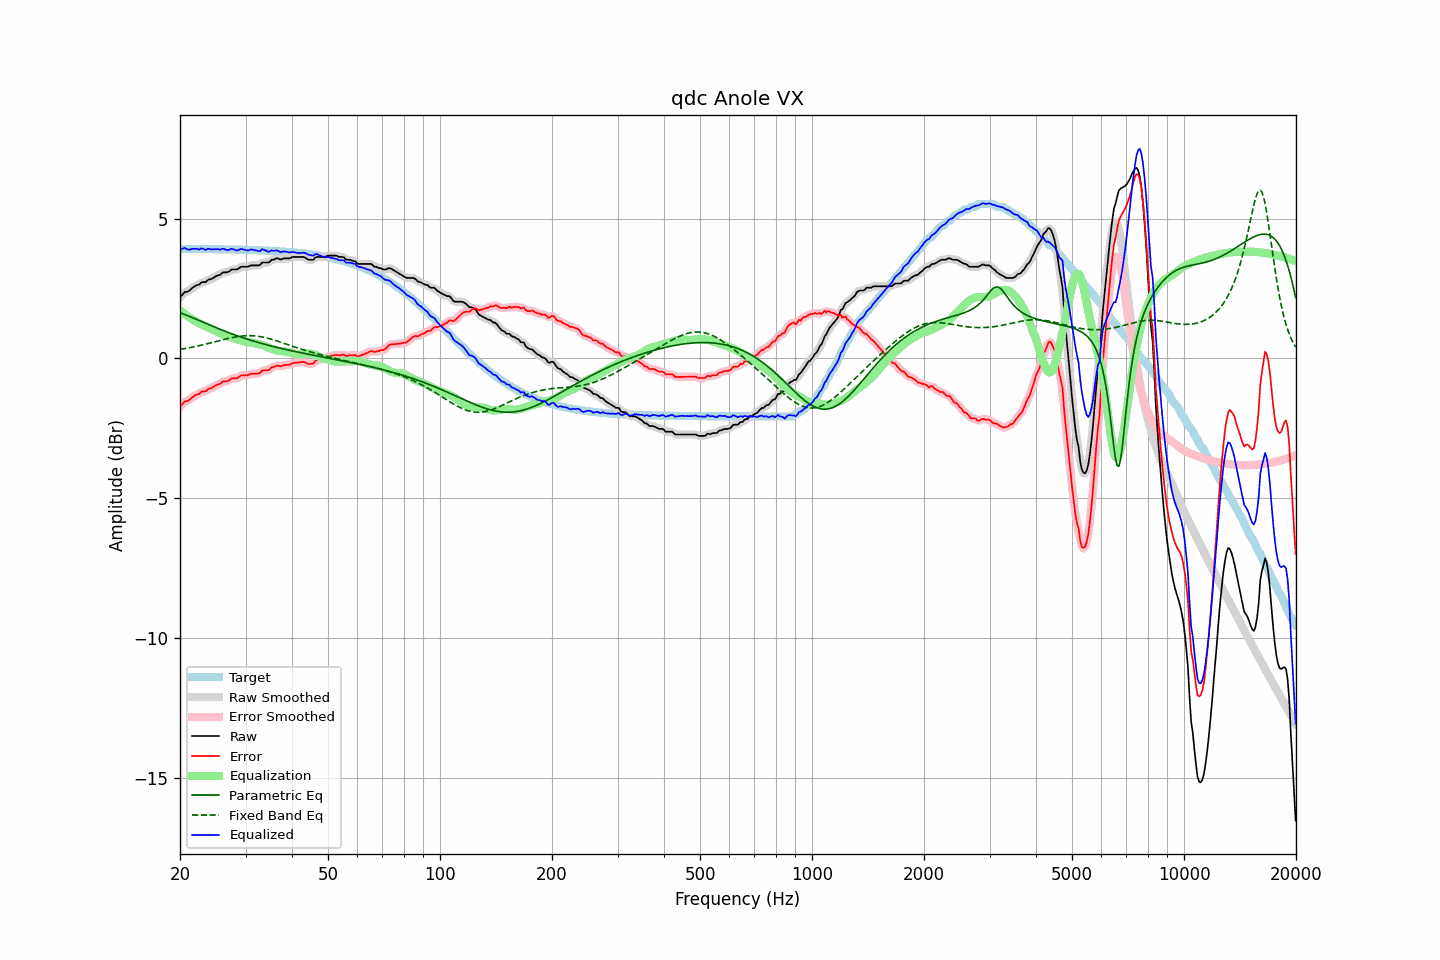 qdc Anole VX
Amplitude (dBr)
5
0
−5
−10
−15
Target
Raw Smoothed
Error Smoothed
Raw
Error
Equalization
Parametric Eq
Fixed Band Eq
Equalized
20 50 100 200 500 1000 2000 5000 10000 20000
Frequency (Hz)